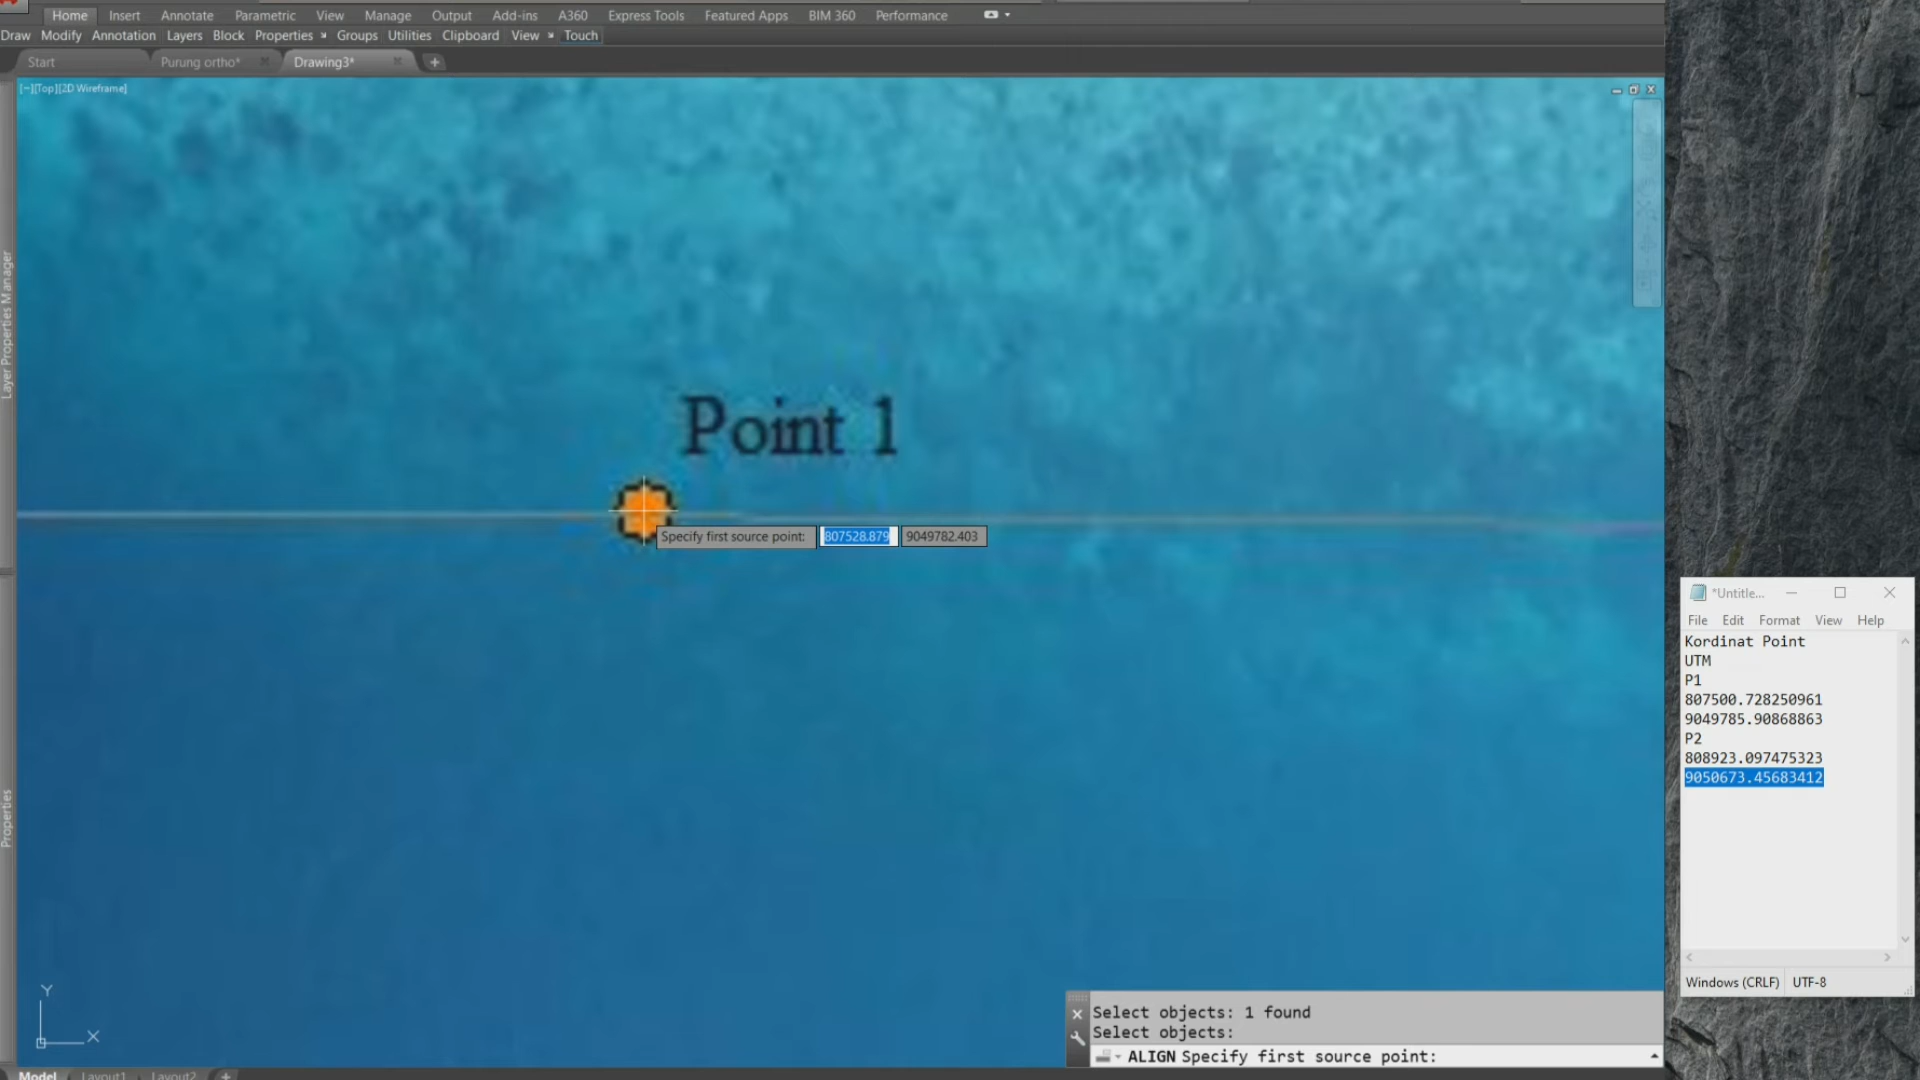 Home Insert Annotate Parametric View Manage Output Add-ins A360 Express Tools Featured Apps BIM 360 Performance
Draw Modify Annotation Layers Block Properties Groups Utilities Clipboard View Touch
Start Purung ortho* Drawing3*
[−][Top][2D Wireframe]
Layer Properties Manager
Properties
Point 1
Specify first source point: 807528.879 9049782.403
Y
X
Select objects: 1 found
Select objects:
ALIGN Specify first source point:
Model Layout1 Layout2 +
*Untitle...
File Edit Format View Help
Kordinat Point
UTM
P1
807500.728250961
9049785.90868863
P2
808923.097475323
9050673.45683412
Windows (CRLF) UTF-8